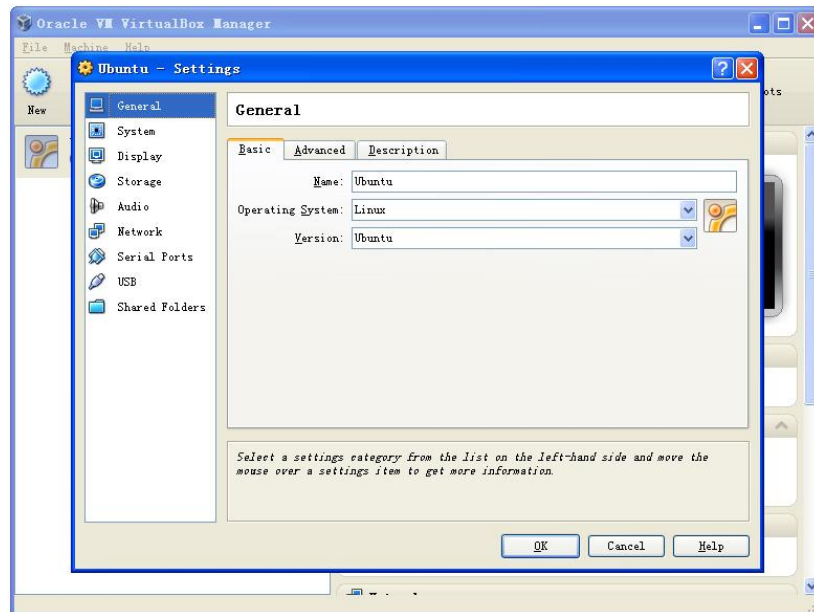 Oracle VM VirtualBox Manager
File Machine Help
New
ots
Ubuntu - Settings
General
System
Display
Storage
Audio
Network
Serial Ports
USB
Shared Folders
General
Basic Advanced Description
Name: Ubuntu
Operating System: Linux
Version: Ubuntu
Select a settings category from the list on the left-hand side and move the
mouse over a settings item to get more information.
OK Cancel Help